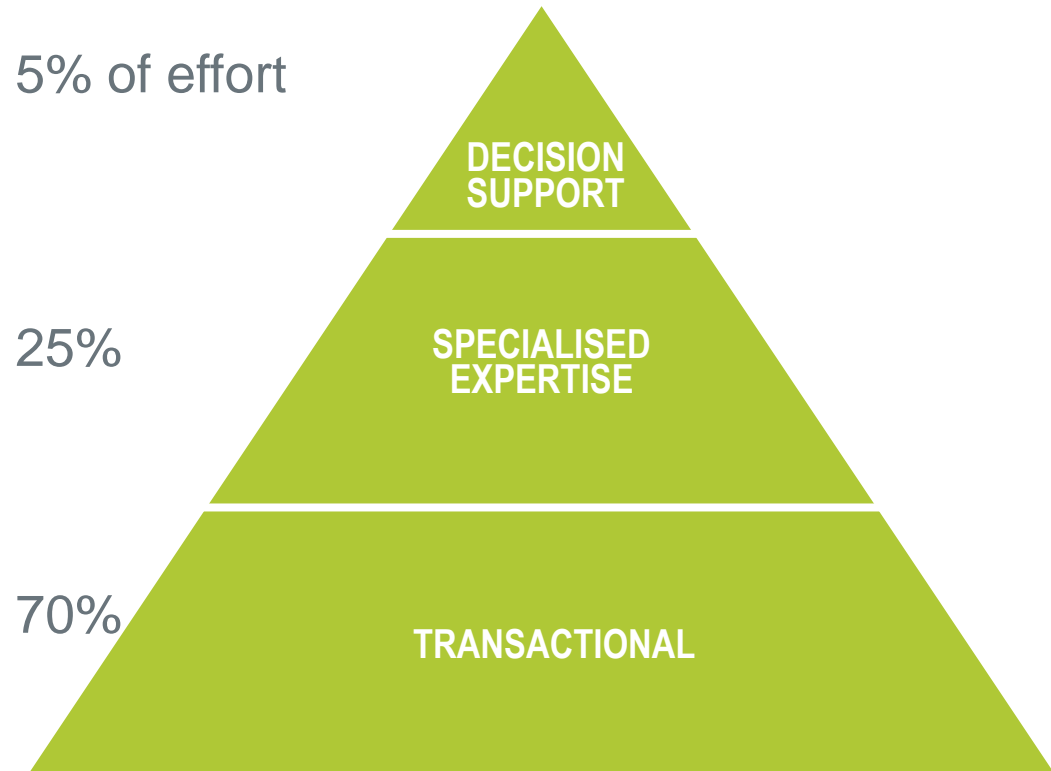 5% of effort
DECISION
SUPPORT
25%
SPECIALISED
EXPERTISE
70%
TRANSACTIONAL